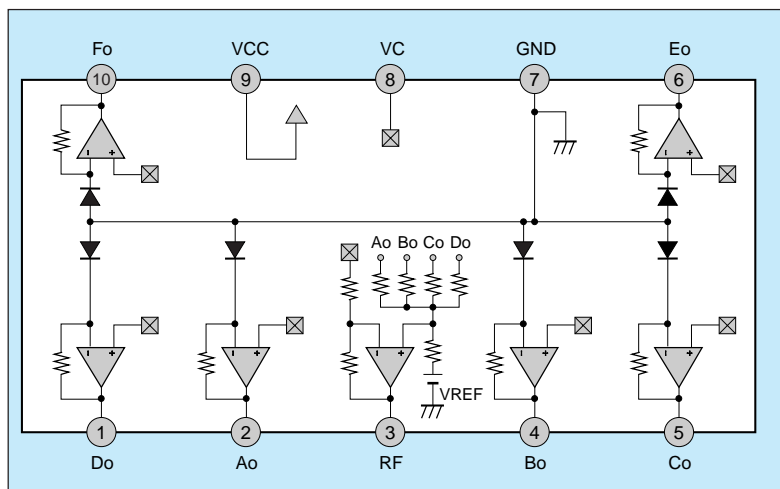 Fo VCC VC GND Eo
10 9 8 7 6
- + - +
Ao Bo Co Do
- + - + - + - + - +
VREF
1 2 3 4 5
Do Ao RF Bo Co